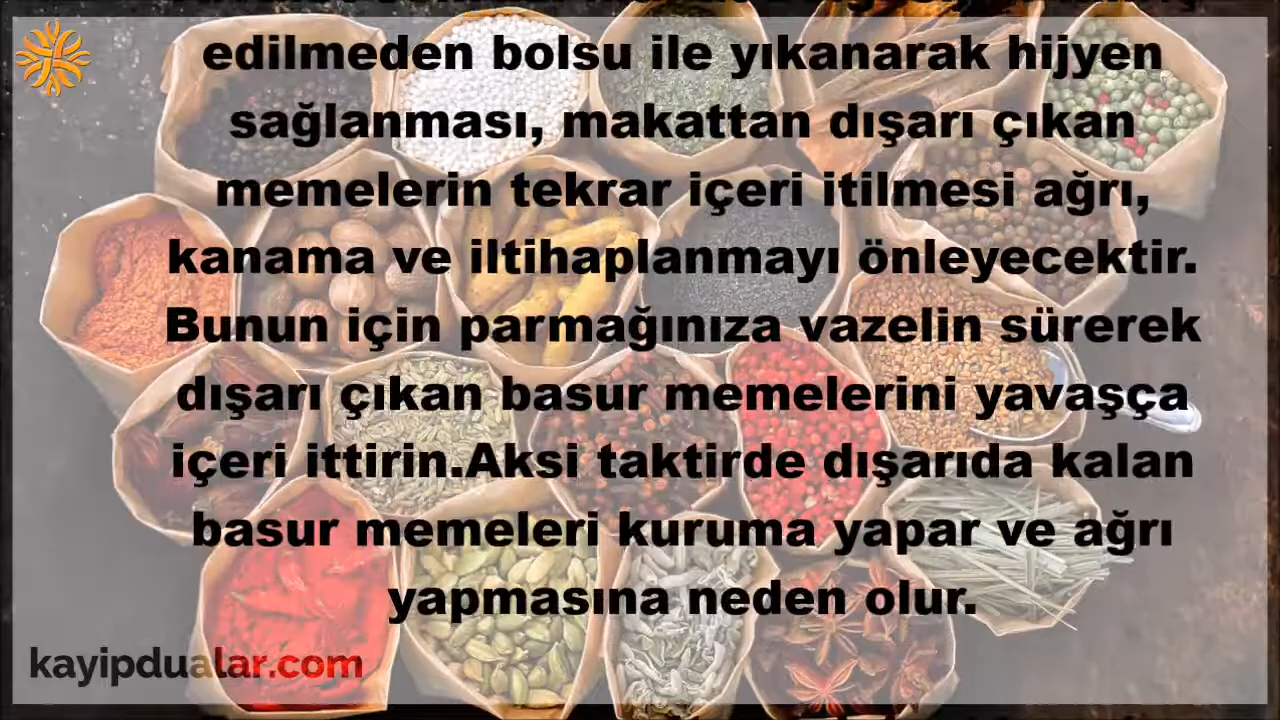 edilmeden bolsu ile yıkanarak hijyen
sağlanması, makattan dışarı çıkan
memelerin tekrar içeri itilmesi ağrı,
kanama ve iltihaplanmayı önleyecektir.
Bunun için parmağınıza vazelin sürerek
dışarı çıkan basur memelerini yavaşça
içeri ittirin.Aksi taktirde dışarıda kalan
basur memeleri kuruma yapar ve ağrı
yapmasına neden olur.
kayipdualar.com